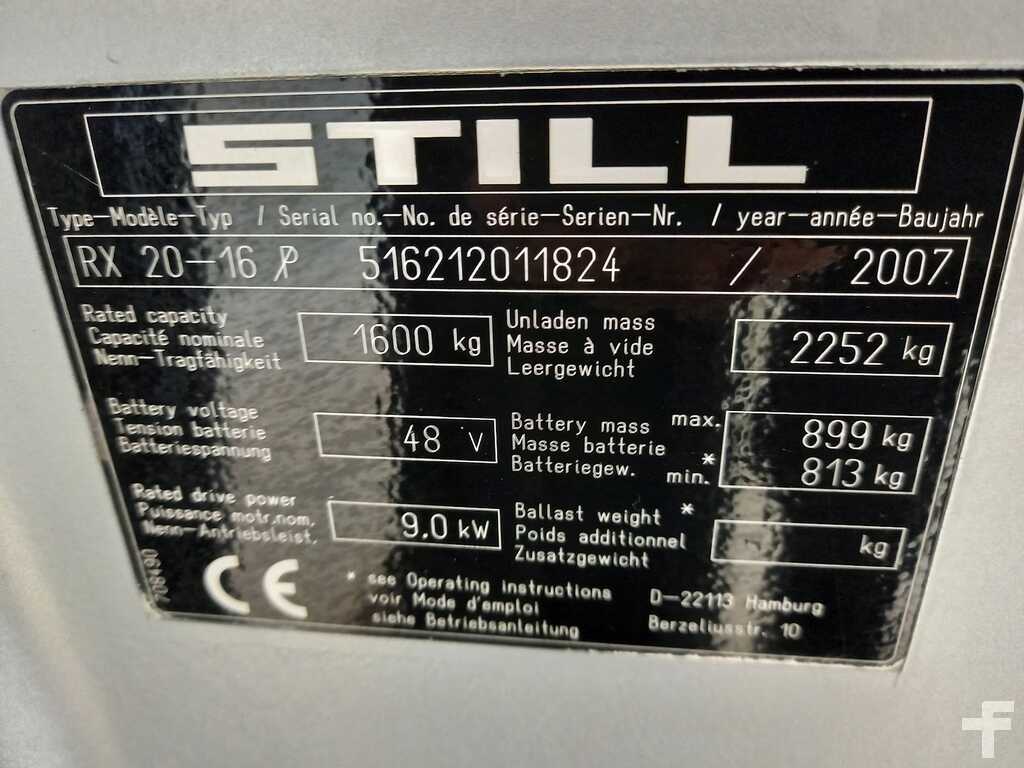 STILL
Type-Modèle-Typ / Serial no.-No. de série-Serien-Nr. / year-année-Baujahr
RX 20-16 P 516212011824 / 2007
Rated capacity
Capacité nominale
Nenn-Tragfähigkeit
1600 kg
Unladen mass
Masse à vide
Leergewicht
2252 kg
Battery voltage
Tension batterie
Batteriespannung
48 V
Battery mass max.
Masse batterie
Batteriegew. * min.
899 kg
813 kg
Rated drive power
Puissance motr.nom.
Nenn-Antriebsleist.
9.0 kW
Ballast weight *
Poids additionnel
Zusatzgewicht
kg
CE
* see Operating instructions
voir Mode d'emploi
siehe Betriebsanleitung
D-22113 Hamburg
Berzeliusstr. 10